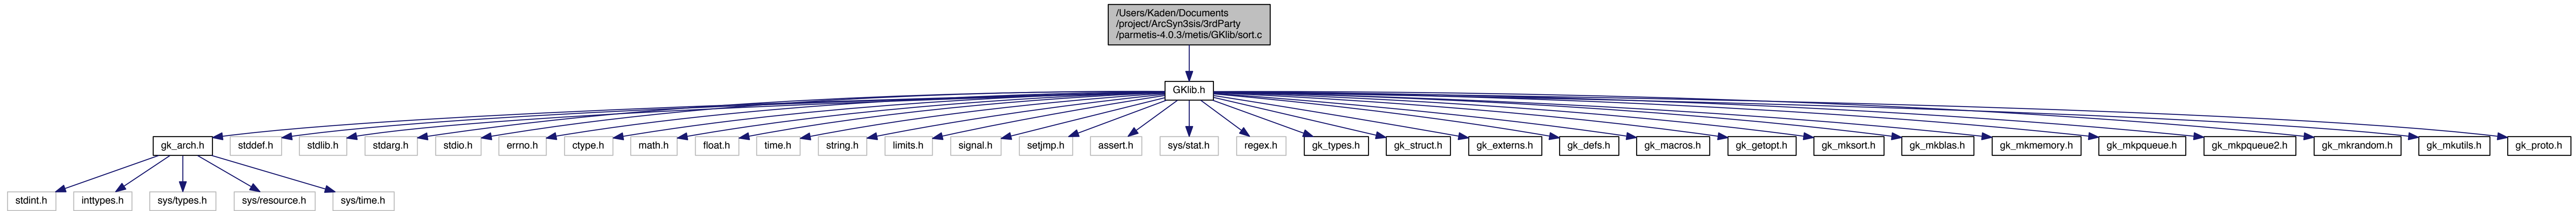 /Users/Kaden/Documents
/project/ArcSyn3sis/3rdParty
/parmetis-4.0.3/metis/GKlib/sort.c
GKlib.h
gk_arch.h
stddef.h
stdlib.h
stdarg.h
stdio.h
errno.h
ctype.h
math.h
float.h
time.h
string.h
limits.h
signal.h
setjmp.h
assert.h
sys/stat.h
regex.h
gk_types.h
gk_struct.h
gk_externs.h
gk_defs.h
gk_macros.h
gk_getopt.h
gk_mksort.h
gk_mkblas.h
gk_mkmemory.h
gk_mkpqueue.h
gk_mkpqueue2.h
gk_mkrandom.h
gk_mkutils.h
gk_proto.h
stdint.h
inttypes.h
sys/types.h
sys/resource.h
sys/time.h